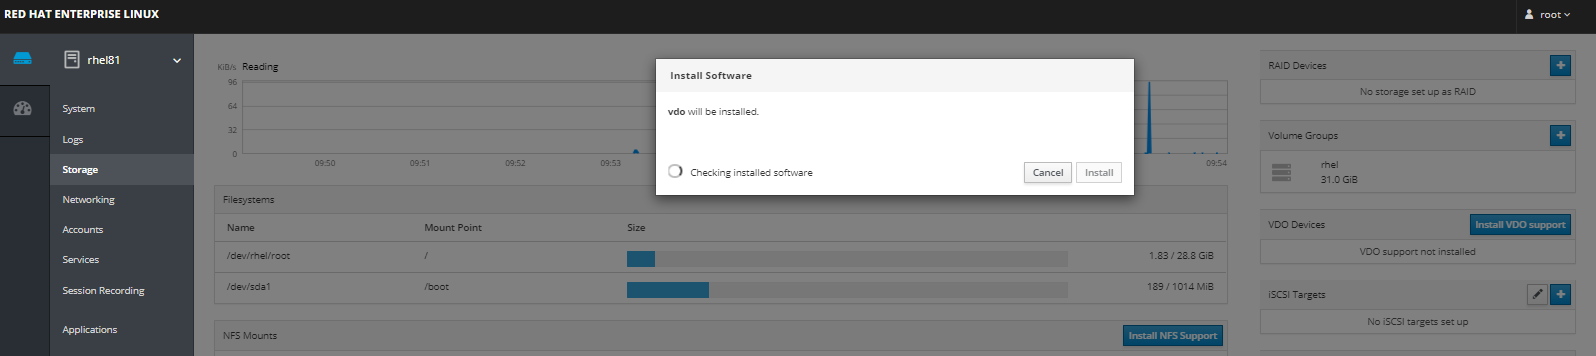 RED HAT ENTERPRISE LINUX
root
rhel81
System
Logs
Storage
Networking
Accounts
Services
Session Recording
Applications
KiB/s Reading
96
64
32
0
09:50 09:51 09:52 09:53 09:54
Install Software
vdo will be installed.
Checking installed software
Cancel Install
Filesystems
Name Mount Point Size
/dev/rhel/root / 1.83 / 28.8 GiB
/dev/sda1 /boot 189 / 1014 MiB
NFS Mounts Install NFS Support
RAID Devices
No storage set up as RAID
Volume Groups
rhel
31.0 GiB
VDO Devices Install VDO support
VDO support not installed
iSCSI Targets
No iSCSI targets set up